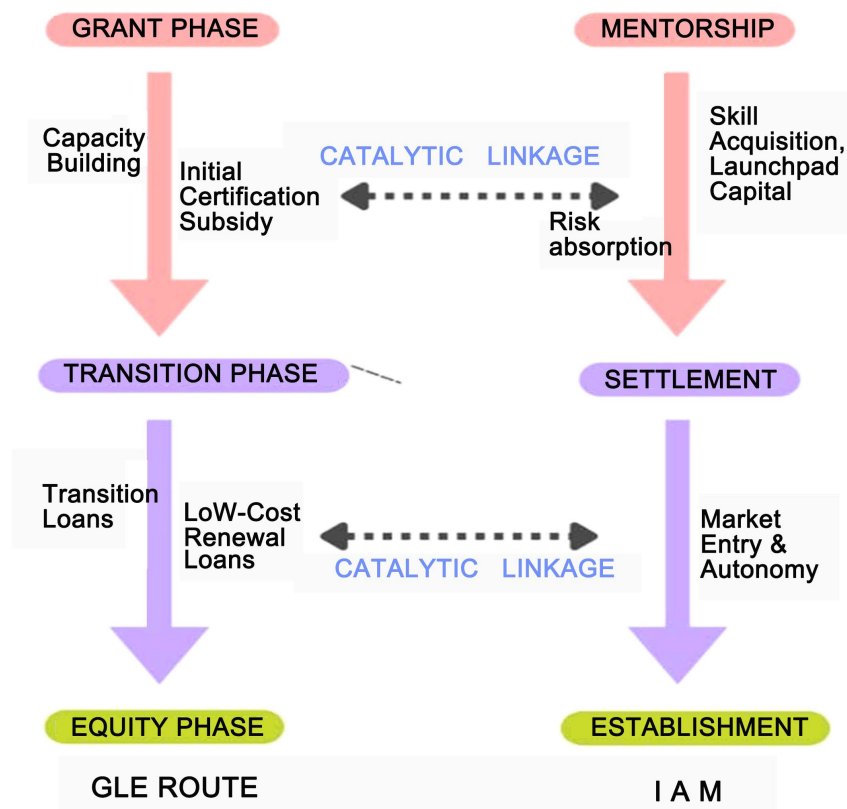 GRANT PHASE
MENTORSHIP
Capacity
Building
Initial
Certification
Subsidy
CATALYTIC LINKAGE
Risk
absorption
Skill
Acquisition,
Launchpad
Capital
TRANSITION PHASE
SETTLEMENT
Transition
Loans
LoW-Cost
Renewal
Loans
CATALYTIC LINKAGE
Market
Entry &
Autonomy
EQUITY PHASE
ESTABLISHMENT
GLE ROUTE
I A M